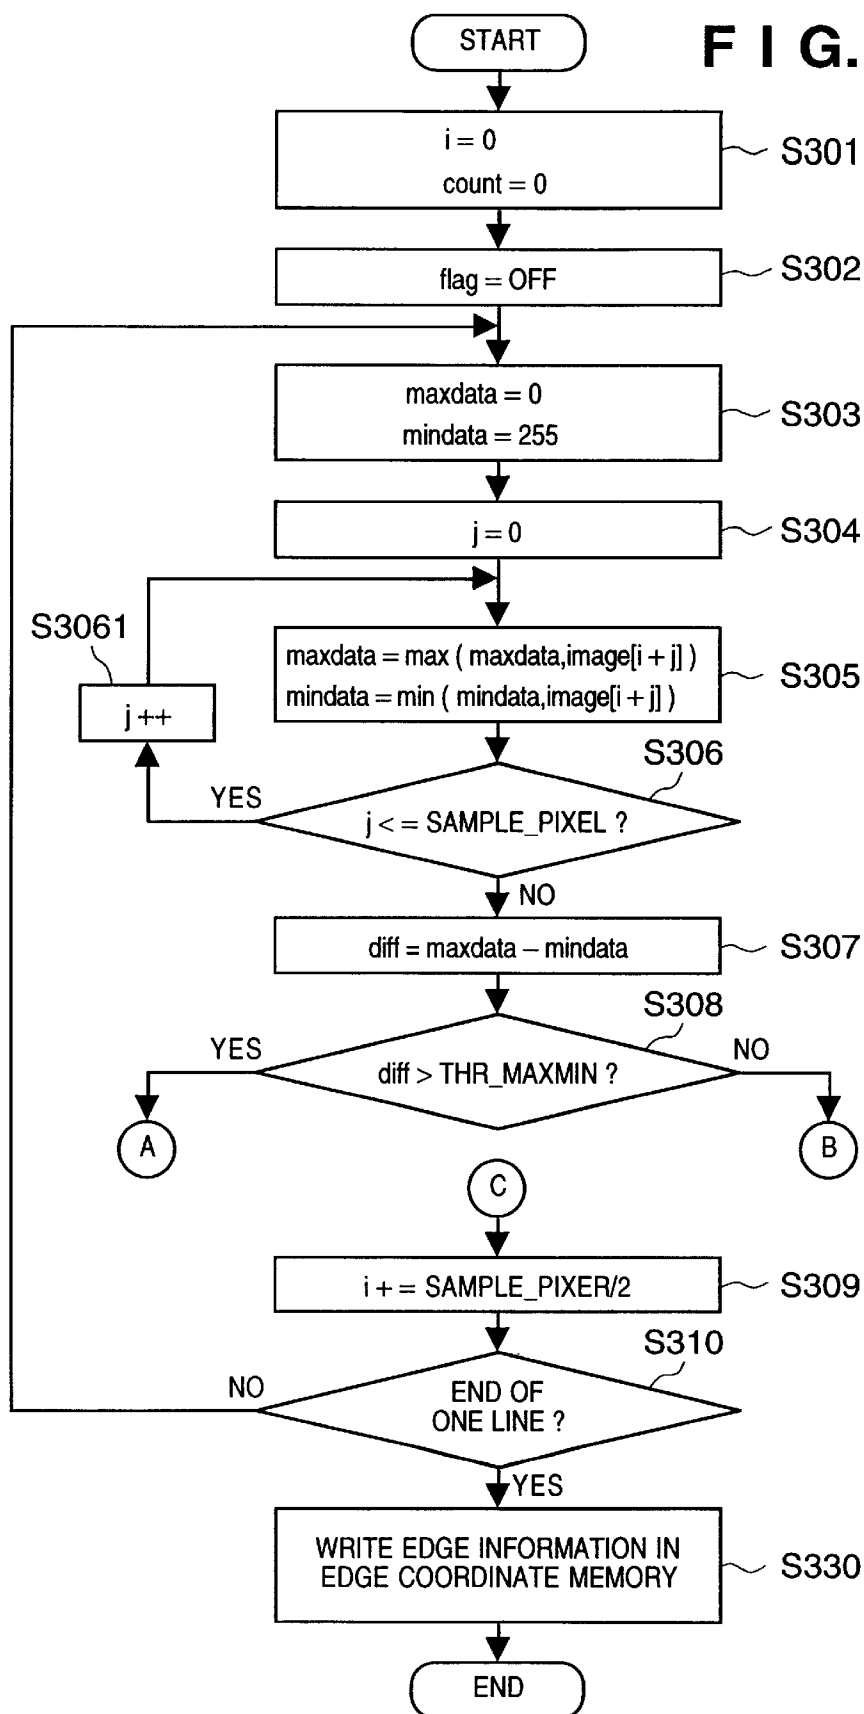 START
F I G.
i = 0
count = 0
S301
flag = OFF
S302
maxdata = 0
mindata = 255
S303
j = 0
S304
S3061
j ++
maxdata = max ( maxdata,image[i + j] )
mindata = min ( mindata,image[i + j] )
S305
S306
YES
j < = SAMPLE_PIXEL ?
NO
diff = maxdata – mindata
S307
S308
YES
diff > THR_MAXMIN ?
NO
A
B
C
i + = SAMPLE_PIXER/2
S309
S310
NO
END OF
ONE LINE ?
YES
WRITE EDGE INFORMATION IN
EDGE COORDINATE MEMORY
S330
END